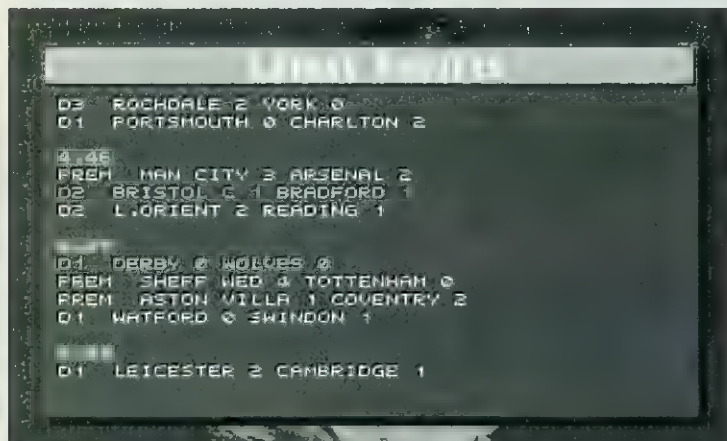 D3 ROCHDALE 2 YORK 0
D1 PORTSMOUTH 0 CHARLTON 2
4.46
PREM MAN CITY 3 ARSENAL 2
D2 BRISTOL C 1 BRADFORD 1
D2 L.ORIENT 2 READING 1
D1 DERBY 0 WOLVES 0
PREM SHEFF WED 4 TOTTENHAM 0
PREM ASTON VILLA 1 COVENTRY 2
D1 WATFORD 0 SWINDON 1
D1 LEICESTER 2 CAMBRIDGE 1